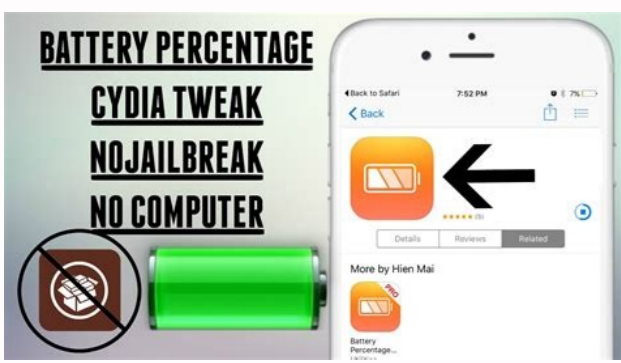 BATTERY PERCENTAGE
CYDIA TWEAK
NOJAILBREAK
NO COMPUTER
Back to Safari
7:52 PM
7%
Back
(5)
Details
Reviews
Related
More by Hien Mai
PRO
Battery
Percentage...